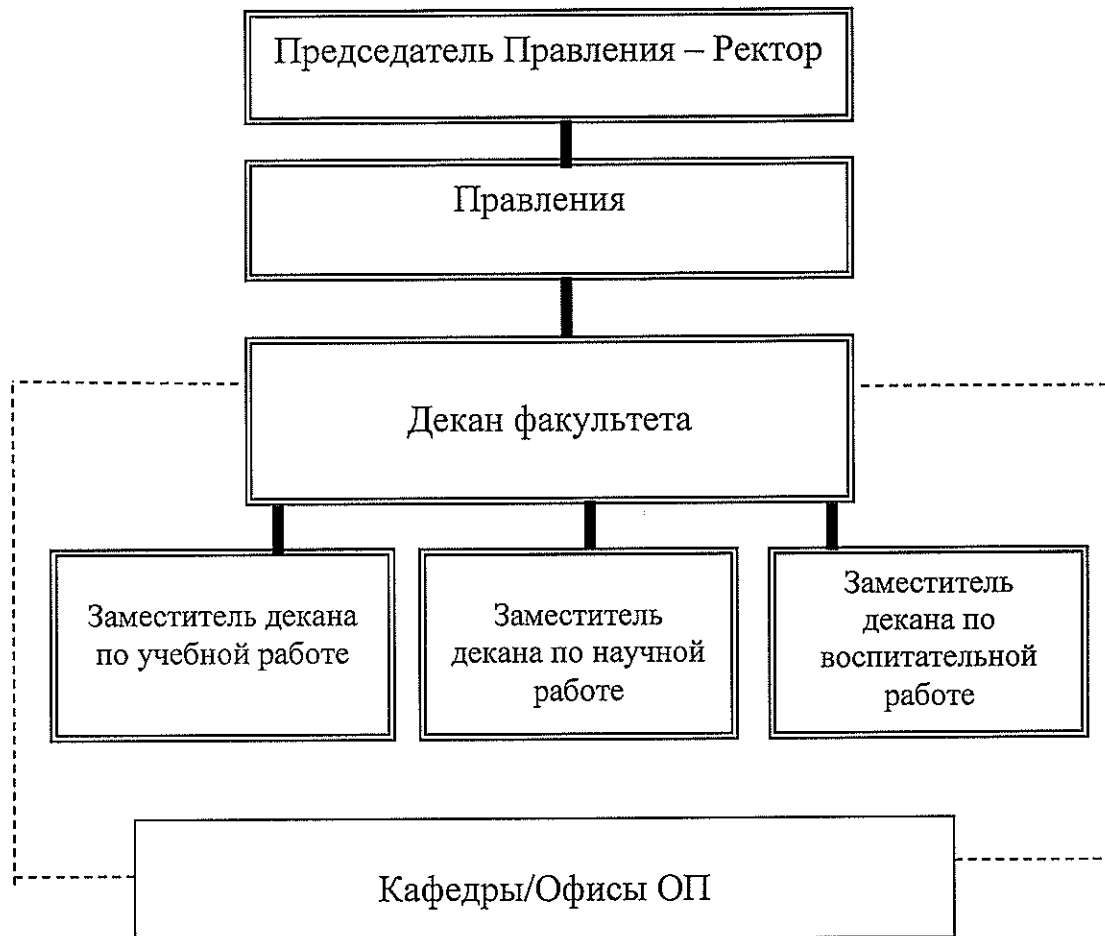 Председатель Правления – Ректор
Правления
Декан факультета
Заместитель декана
по учебной работе
Заместитель
декана по научной
работе
Заместитель
декана по
воспитательной
работе
Кафедры/Офисы ОП